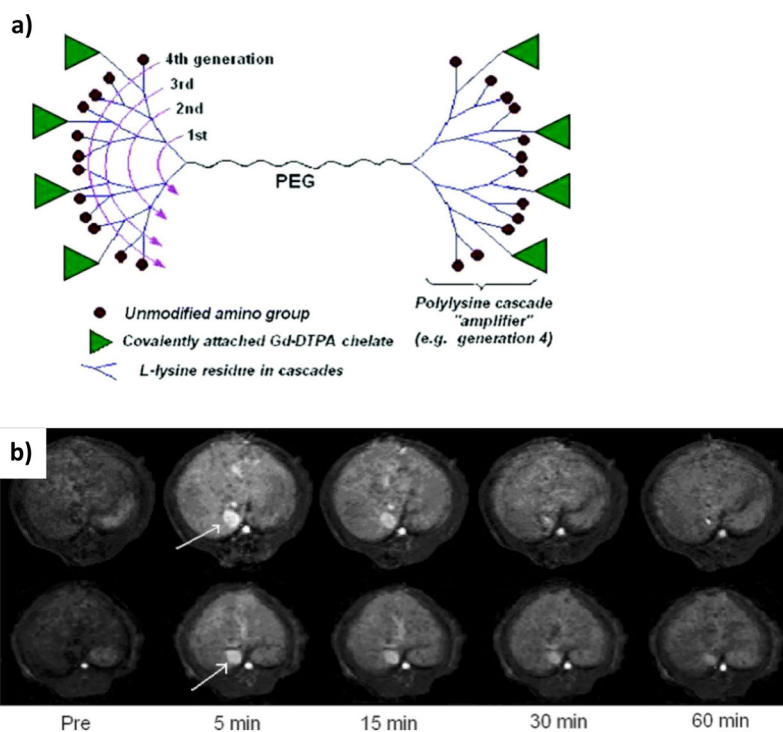 a)
4th generation
3rd
2nd
1st
PEG
Unmodified amino group
Covalently attached Gd-DTPA chelate
L-lysine residue in cascades
Polylysine cascade
"amplifier"
(e.g. generation 4)
b)
Pre 5 min 15 min 30 min 60 min